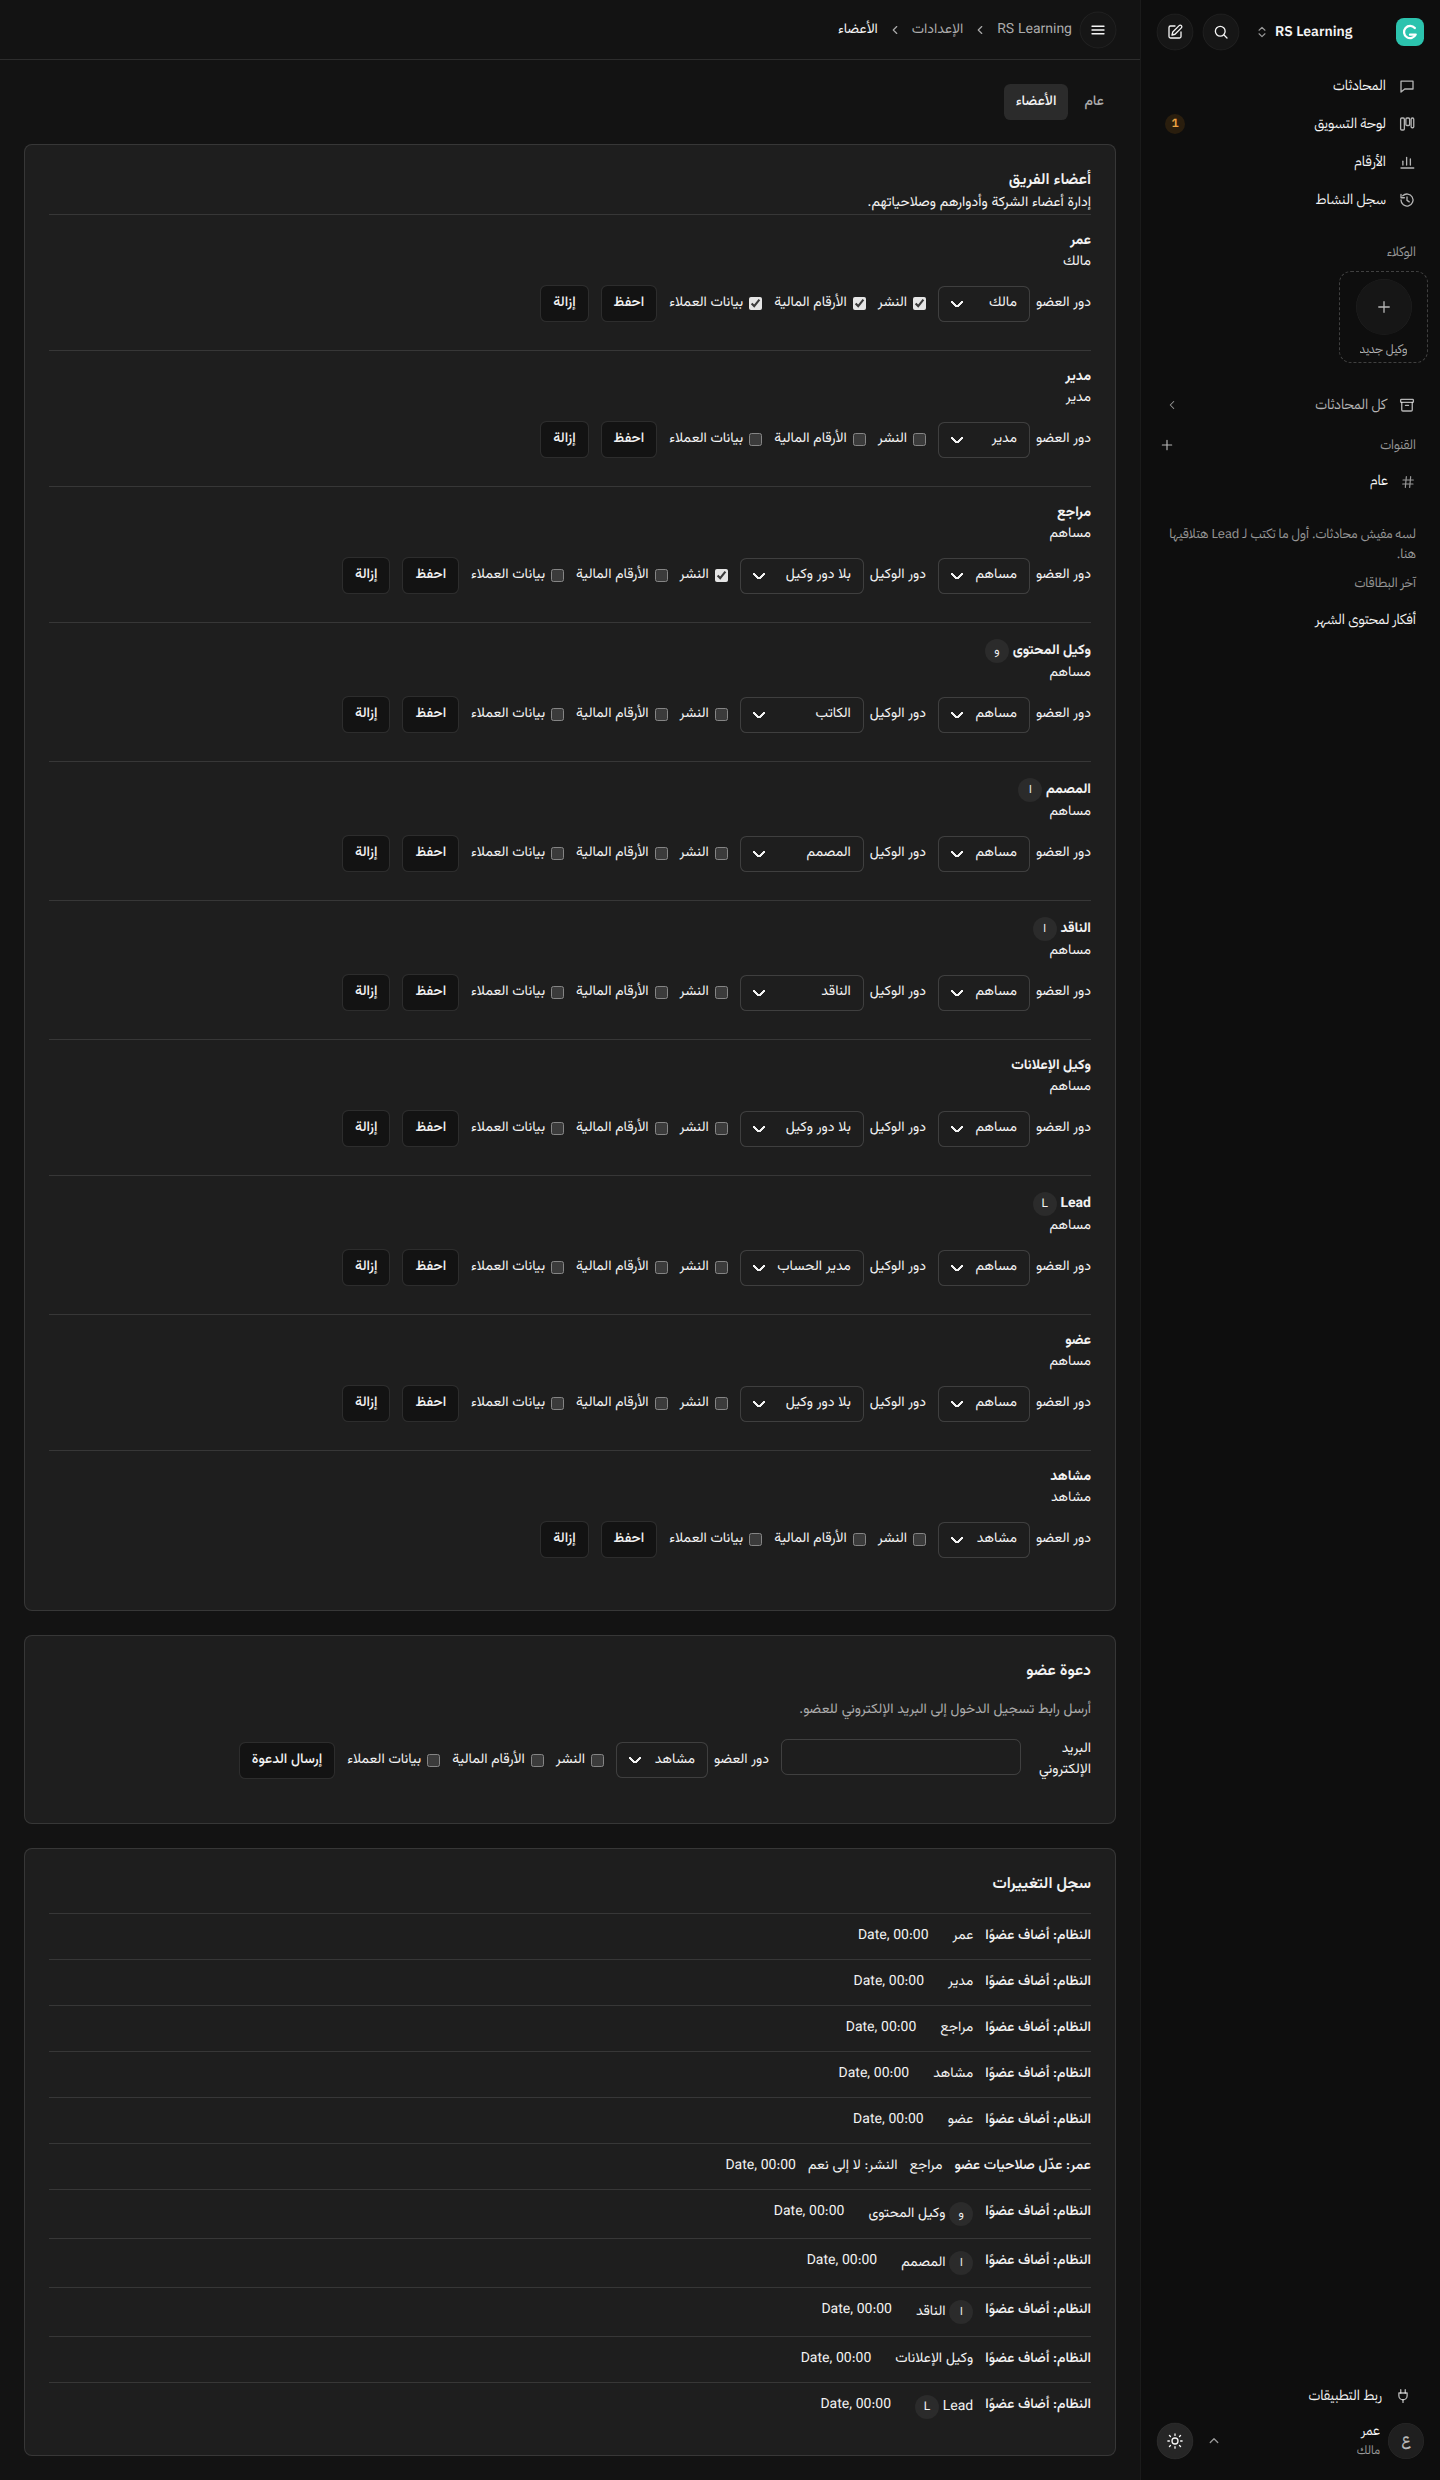 RS Learning
المحادثات
لوحة التسويق 1
الأرقام
سجل النشاط
الوكلاء
وكيل جديد
كل المحادثات
القنوات
عام
لسه مفيش محادثات. أول ما تكتب لـ Lead هتلاقيها
هنا.
آخر البطاقات
أفكار لمحتوى الشهر
ربط التطبيقات
ع عمر
مالك
RS Learning الإعدادات الأعضاء
عام الأعضاء
أعضاء الفريق
إدارة أعضاء الشركة وأدوارهم وصلاحياتهم.
عمر
مالك
دور العضو مالك النشر الأرقام المالية بيانات العملاء احفظ إزالة
مدير
مدير
دور العضو مدير النشر الأرقام المالية بيانات العملاء احفظ إزالة
مراجع
مساهم
دور العضو مساهم دور الوكيل بلا دور وكيل النشر الأرقام المالية بيانات العملاء احفظ إزالة
وكيل المحتوى و
مساهم
دور العضو مساهم دور الوكيل الكاتب النشر الأرقام المالية بيانات العملاء احفظ إزالة
المصمم ا
مساهم
دور العضو مساهم دور الوكيل المصمم النشر الأرقام المالية بيانات العملاء احفظ إزالة
الناقد ا
مساهم
دور العضو مساهم دور الوكيل الناقد النشر الأرقام المالية بيانات العملاء احفظ إزالة
وكيل الإعلانات
مساهم
دور العضو مساهم دور الوكيل بلا دور وكيل النشر الأرقام المالية بيانات العملاء احفظ إزالة
Lead L
مساهم
دور العضو مساهم دور الوكيل مدير الحساب النشر الأرقام المالية بيانات العملاء احفظ إزالة
عضو
مساهم
دور العضو مساهم دور الوكيل بلا دور وكيل النشر الأرقام المالية بيانات العملاء احفظ إزالة
مشاهد
مشاهد
دور العضو مشاهد النشر الأرقام المالية بيانات العملاء احفظ إزالة
دعوة عضو
أرسل رابط تسجيل الدخول إلى البريد الإلكتروني للعضو.
البريد
الإلكتروني
دور العضو مشاهد النشر الأرقام المالية بيانات العملاء إرسال الدعوة
سجل التغييرات
النظام: أضاف عضوًا عمر Date, 00:00
النظام: أضاف عضوًا مدير Date, 00:00
النظام: أضاف عضوًا مراجع Date, 00:00
النظام: أضاف عضوًا مشاهد Date, 00:00
النظام: أضاف عضوًا عضو Date, 00:00
عمر: عدّل صلاحيات عضو مراجع النشر: لا إلى نعم Date, 00:00
النظام: أضاف عضوًا و وكيل المحتوى Date, 00:00
النظام: أضاف عضوًا ا المصمم Date, 00:00
النظام: أضاف عضوًا ا الناقد Date, 00:00
النظام: أضاف عضوًا وكيل الإعلانات Date, 00:00
النظام: أضاف عضوًا Lead L Date, 00:00